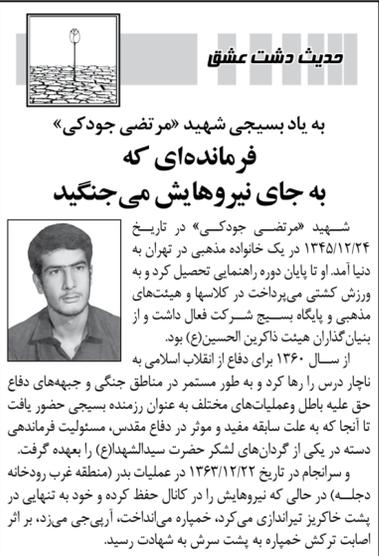 حدیث دشت عشق
به یاد بسیجی شهید «مرتضی جودکی»
فرمانده‌ای که
به جای نیروهایش می‌جنگید
شهید «مرتضی جودکی» در تاریخ
۱۳۴۵/۱۲/۲۴ در یک خانواده مذهبی در تهران به
دنیا آمد. او تا پایان دوره راهنمایی تحصیل کرد و به
ورزش کشتی می‌پرداخت در کلاسها و هیئت‌های
مذهبی و پایگاه بسیج شرکت فعال داشت و از
بنیان‌گذاران هیئت ذاکرین الحسین(ع) بود.
از سال ۱۳۶۰ برای دفاع از انقلاب اسلامی به
ناچار درس را رها کرد و به طور مستمر در مناطق جنگی و جبهه‌های دفاع
حق علیه باطل وعملیات‌های مختلف به عنوان رزمنده بسیجی حضور یافت
تا آنجا که به علت سابقه مفید و موثر در دفاع مقدس، مسئولیت فرماندهی
دسته در یکی از گردان‌های لشکر حضرت سیدالشهدا(ع) را بعهده گرفت.
و سرانجام در تاریخ ۱۳۶۳/۱۲/۲۲ در عملیات بدر (منطقه غرب رودخانه
دجله) در حالی که نیروهایش را در کانال حفظ کرده و خود به تنهایی در
پشت خاکریز تیراندازی می‌کرد، خمپاره می‌انداخت، آرپی‌جی می‌زد، بر اثر
اصابت ترکش خمپاره به پشت سرش به شهادت رسید.